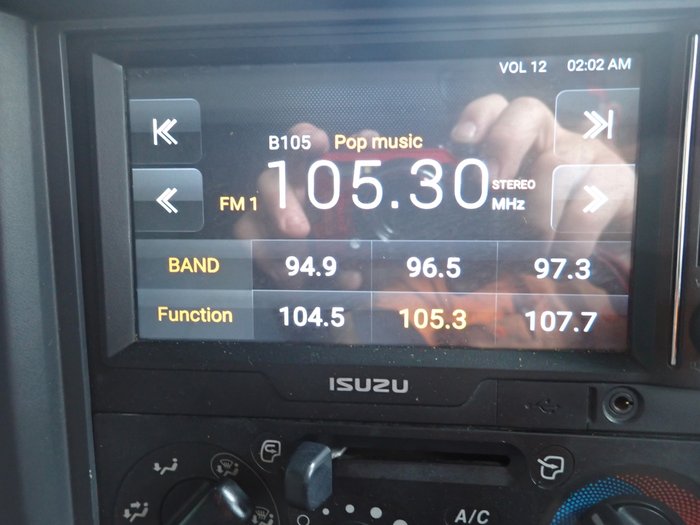 VOL 12 02:02 AM
B105 Pop music
FM 1 105.30 STEREO MHz
BAND 94.9 96.5 97.3
Function 104.5 105.3 107.7
ISUZU
A/C